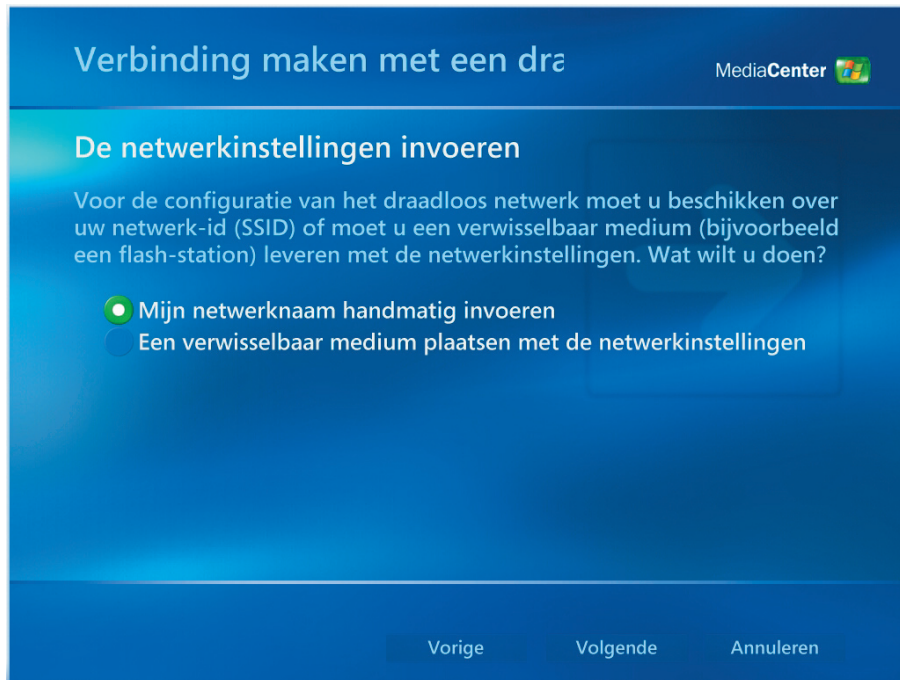 Verbinding maken met een dra
MediaCenter
De netwerkinstellingen invoeren
Voor de configuratie van het draadloos netwerk moet u beschikken over
uw netwerk-id (SSID) of moet u een verwisselbaar medium (bijvoorbeeld
een flash-station) leveren met de netwerkinstellingen. Wat wilt u doen?
Mijn netwerknaam handmatig invoeren
Een verwisselbaar medium plaatsen met de netwerkinstellingen
Vorige
Volgende
Annuleren